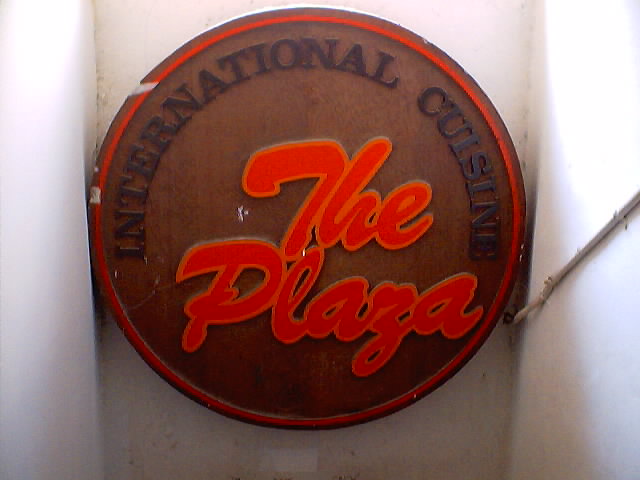 INTERNATIONAL CUISINE
The
Plaza